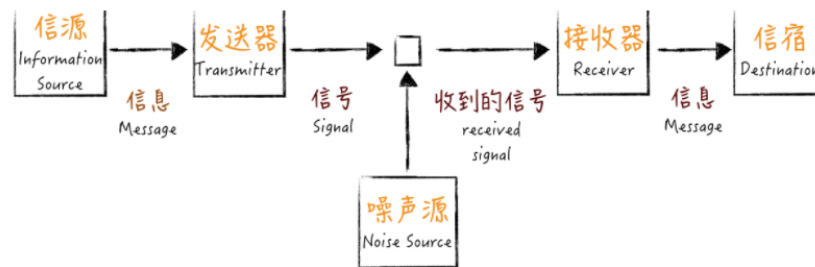 信源
Information
Source
发送器
Transmitter
接收器
Receiver
信宿
Destination
信息
Message
信号
Signal
收到的信号
received
signal
信息
Message
噪声源
Noise Source